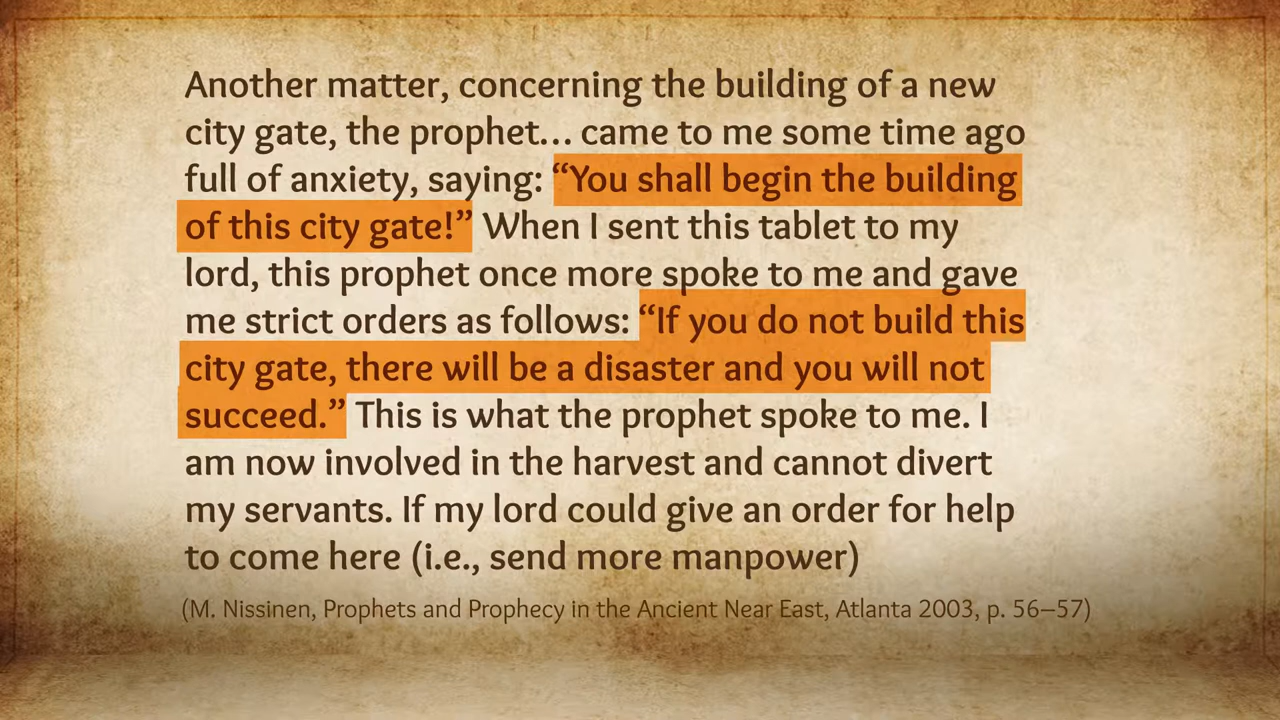 Another matter, concerning the building of a new
city gate, the prophet… came to me some time ago
full of anxiety, saying: “You shall begin the building
of this city gate!” When I sent this tablet to my
lord, this prophet once more spoke to me and gave
me strict orders as follows: “If you do not build this
city gate, there will be a disaster and you will not
succeed.” This is what the prophet spoke to me. I
am now involved in the harvest and cannot divert
my servants. If my lord could give an order for help
to come here (i.e., send more manpower)
(M. Nissinen, Prophets and Prophecy in the Ancient Near East, Atlanta 2003, p. 56–57)